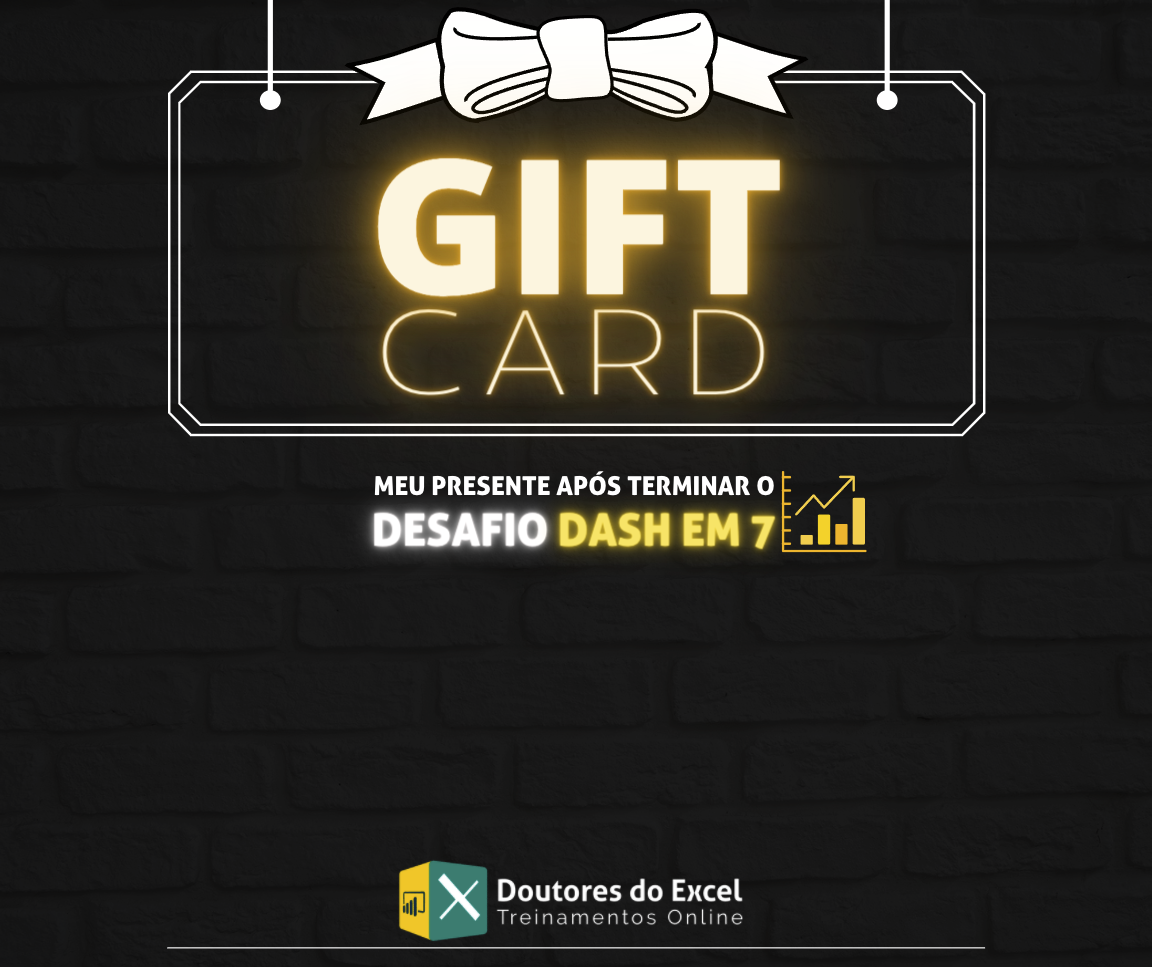 GIFT
CARD
MEU PRESENTE APÓS TERMINAR O
DESAFIO DASH EM 7
Doutores do Excel
Treinamentos Online